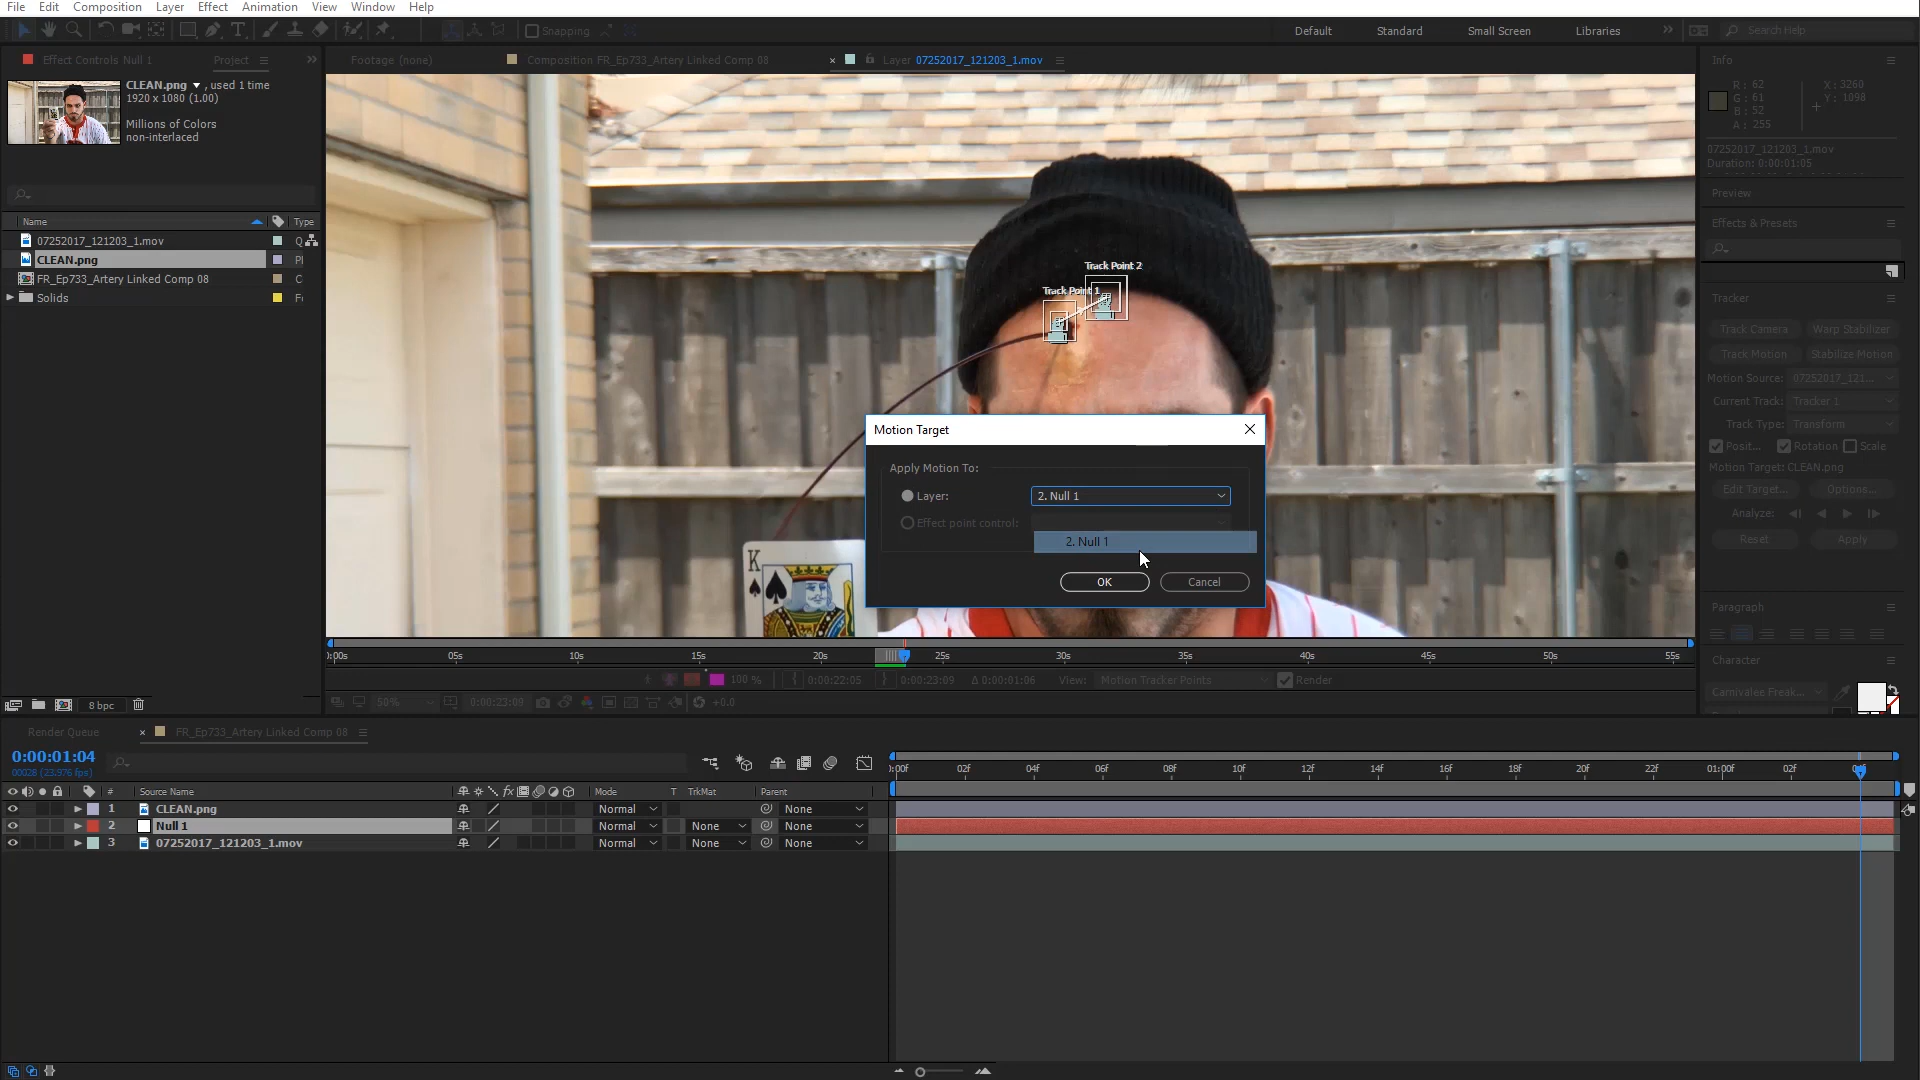 File Edit Composition Layer Effect Animation View Window Help
Snapping
Default Standard Small Screen Libraries Search Help
Effect Controls Null 1 Project
Footage (none) Composition FR_Ep733_Artery Linked Comp 08 Layer 07252017_121203_1.mov
CLEAN.png , used 1 time
1920 x 1080 (1.00)
Millions of Colors
non-interlaced
Name Type
07252017_121203_1.mov Q
CLEAN.png Pl
FR_Ep733_Artery Linked Comp 08 C
Solids Fo
8 bpc
Track Point 2
Track Point 1
K
Motion Target
Apply Motion To:
Layer: 2. Null 1
Effect point control:
2. Null 1
OK Cancel
Info
R: 62 X: 3260
G: 61 Y: 1098
B: 52
A: 255
07252017_121203_1.mov
Duration: 0:00:01:05
Preview
Effects & Presets
Tracker
Track Camera Warp Stabilizer
Track Motion Stabilize Motion
Motion Source: 07252017_121...
Current Track: Tracker 1
Track Type: Transform
Posit... Rotation Scale
Motion Target: CLEAN.png
Edit Target... Options...
Analyze:
Reset Apply
Paragraph
Character
Carnivalee Freak...
):00s 05s 10s 15s 20s 25s 30s 35s 40s 45s 50s 55s
100 % 0:00:22:05 0:00:23:09 Δ 0:00:01:06 View: Motion Tracker Points Render
50% 0:00:23:09 +0.0
Render Queue FR_Ep733_Artery Linked Comp 08
0:00:01:04
00028 (23.976 fps)
):00f 02f 04f 06f 08f 10f 12f 14f 16f 18f 20f 22f 01:00f 02f 04f
# Source Name fx Mode T TrkMat Parent
1 CLEAN.png Normal None
2 Null 1 Normal None None
3 07252017_121203_1.mov Normal None None